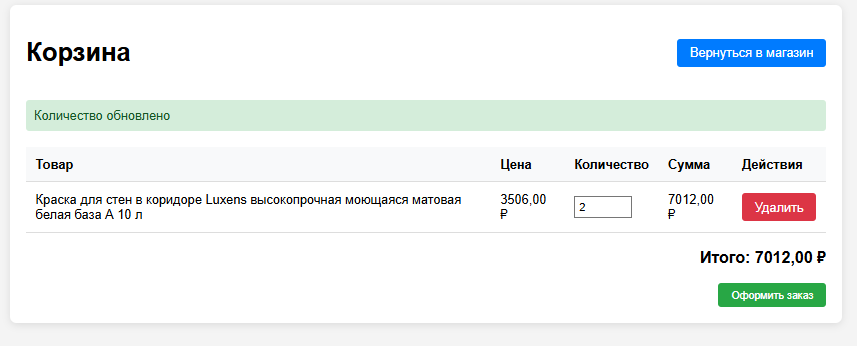 Корзина
Вернуться в магазин
Количество обновлено
Товар Цена Количество Сумма Действия
Краска для стен в коридоре Luxens высокопрочная моющаяся матовая
белая база А 10 л
3506,00
₽
2
7012,00
₽
Удалить
Итого: 7012,00 ₽
Оформить заказ